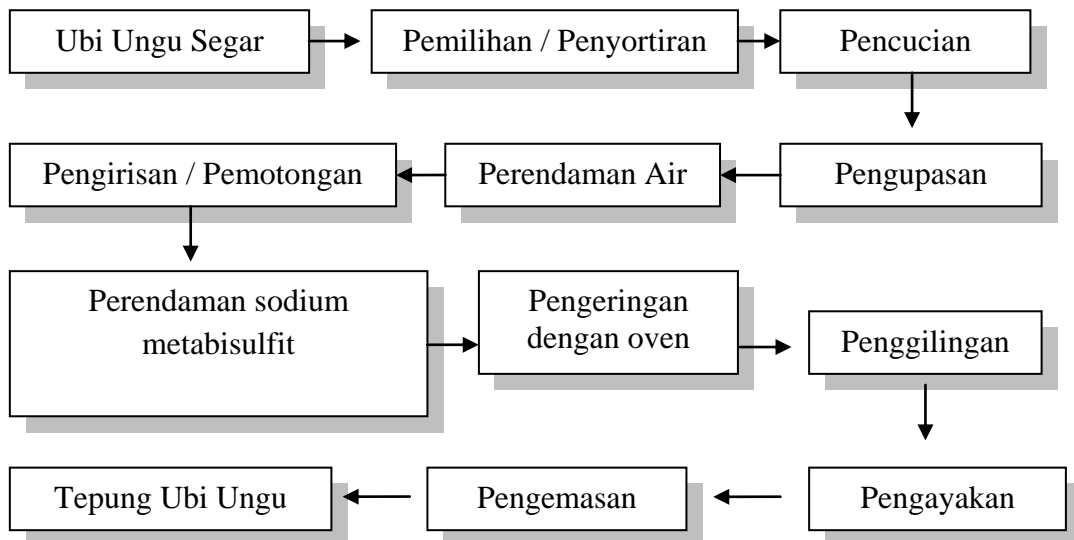 Ubi Ungu Segar
Pemilihan / Penyortiran
Pencucian
Pengupasan
Perendaman Air
Pengirisan / Pemotongan
Perendaman sodium
metabisulfit
Pengeringan
dengan oven
Penggilingan
Pengayakan
Pengemasan
Tepung Ubi Ungu